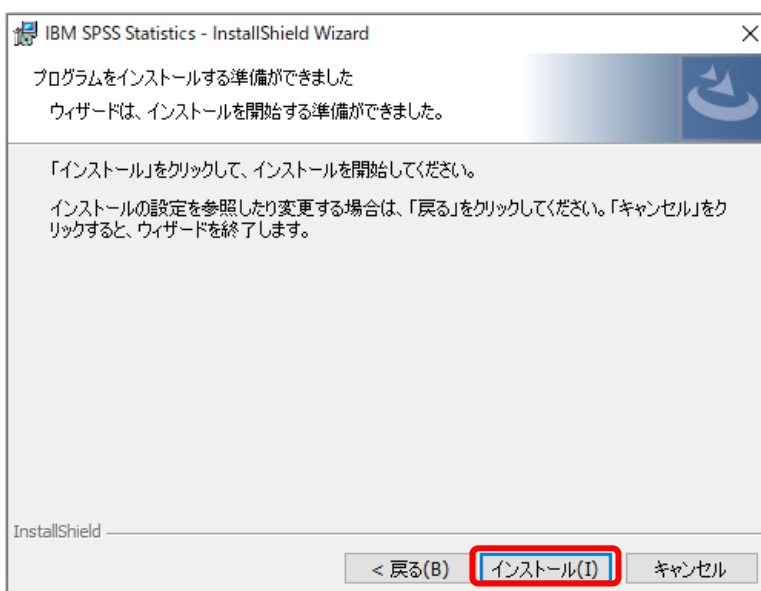 IBM SPSS Statistics - InstallShield Wizard
プログラムをインストールする準備ができました
ウィザードは、インストールを開始する準備ができました。
「インストール」をクリックして、インストールを開始してください。
インストールの設定を参照したり変更する場合は、「戻る」をクリックしてください。「キャンセル」をク
リックすると、ウィザードを終了します。
InstallShield
< 戻る(B) インストール(I) キャンセル